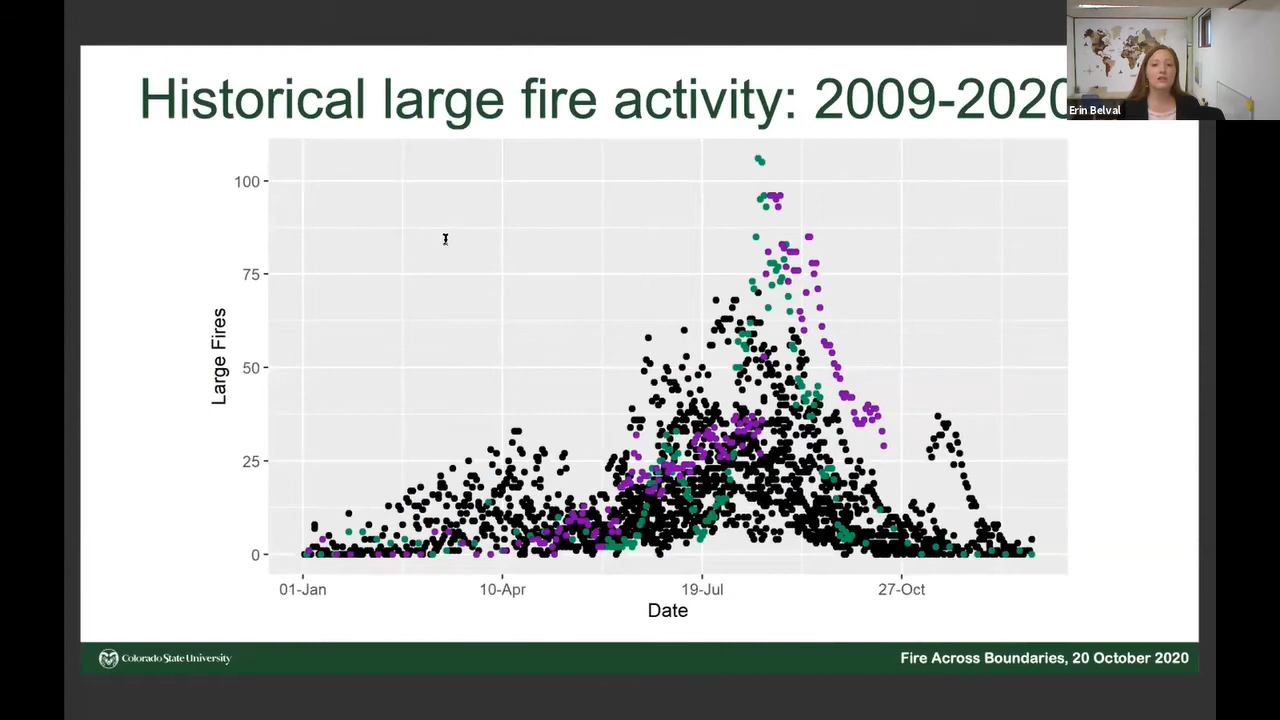 Historical large fire activity: 2009-2020
Erin Belval
100
75
50
25
0
Large Fires
01-Jan
10-Apr
19-Jul
27-Oct
Date
Colorado State University
Fire Across Boundaries, 20 October 2020